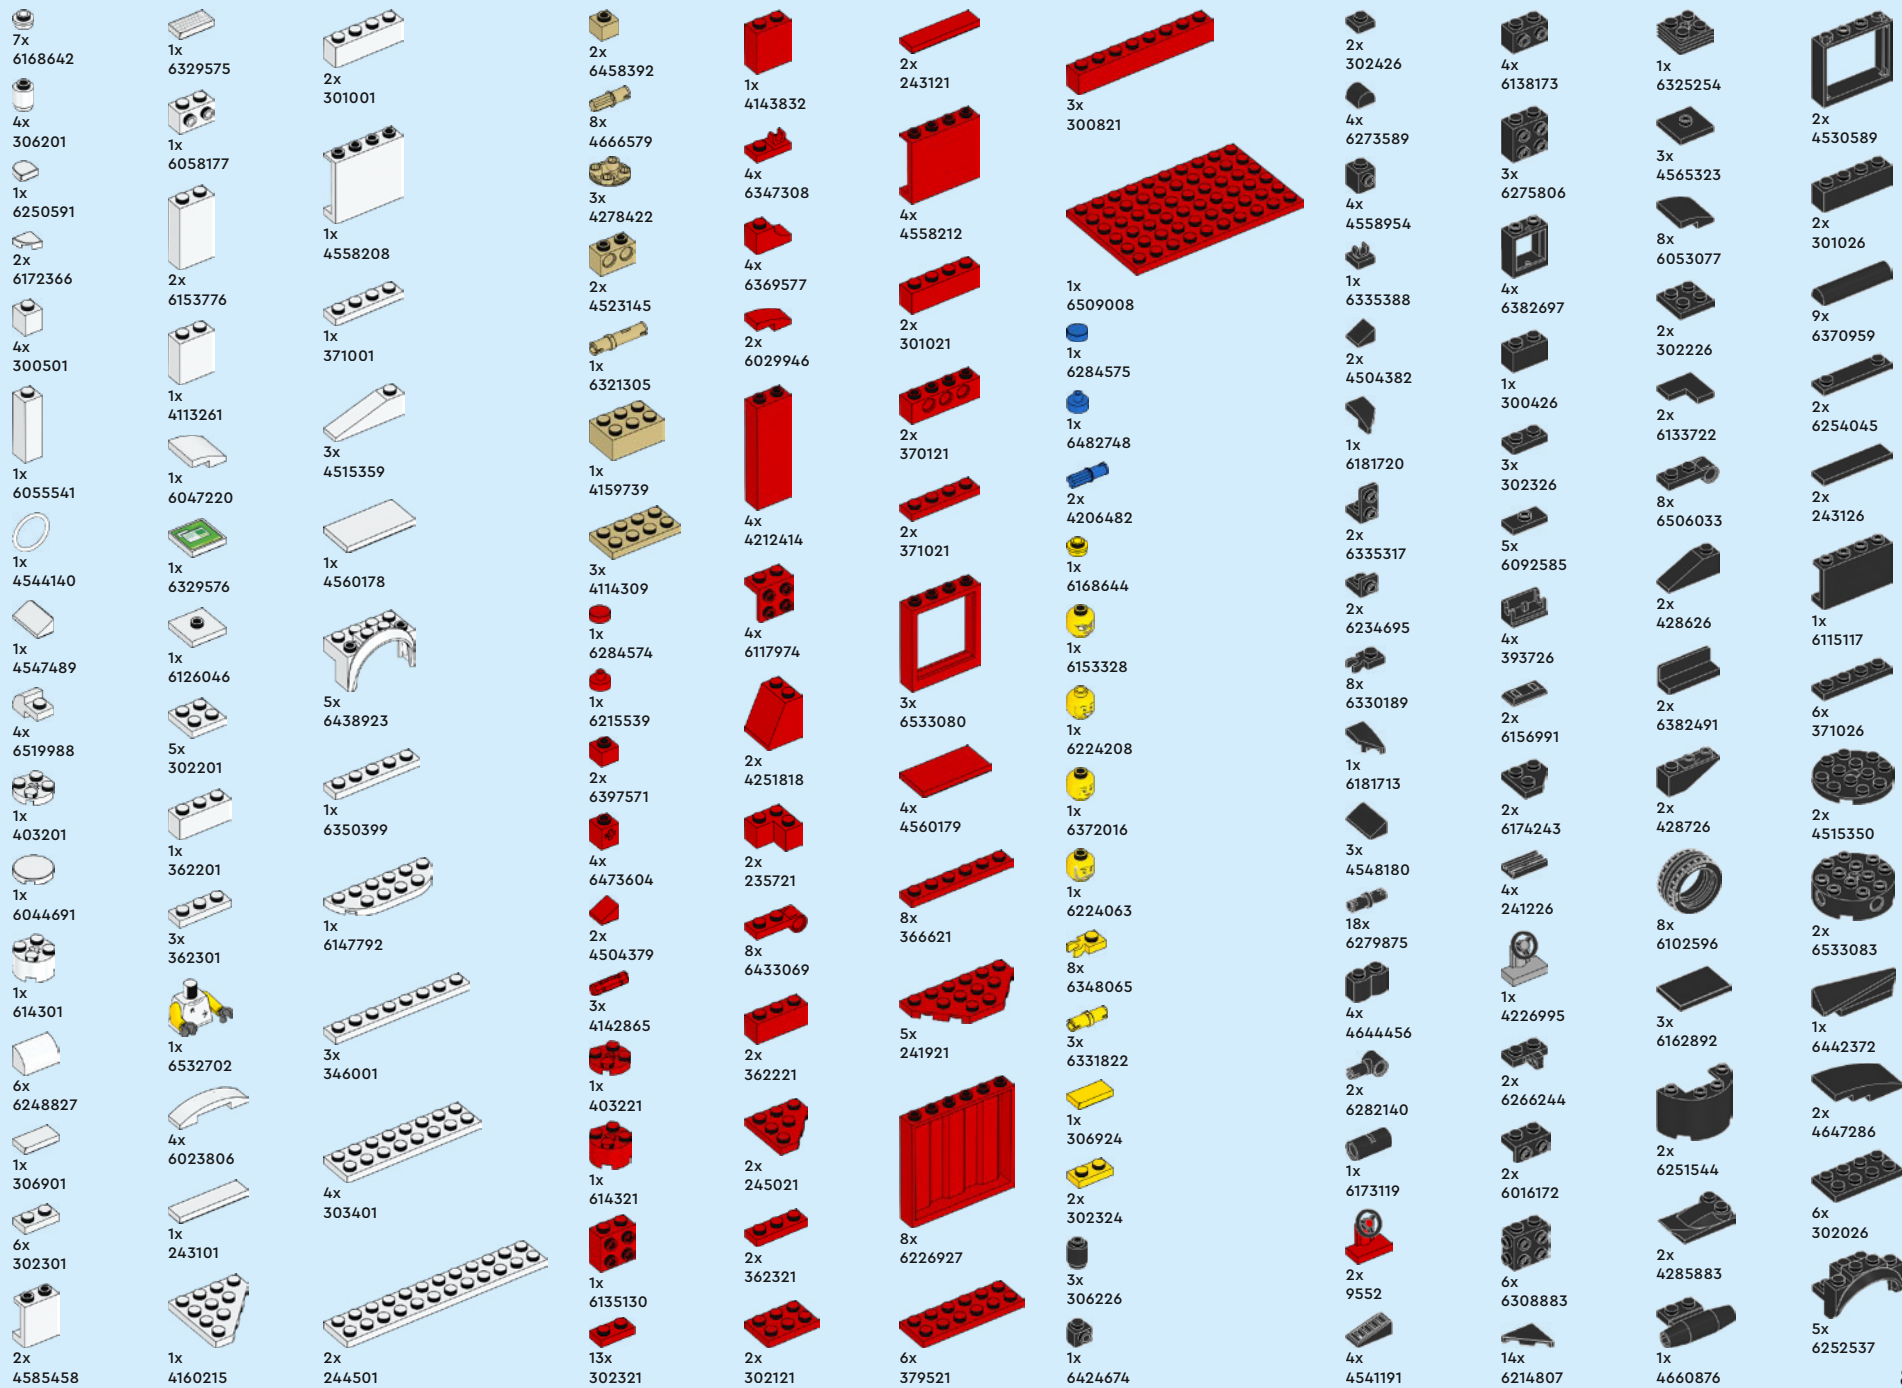 7x
6168642
4x
306201
1x
6250591
2x
6172366
4x
300501
1x
6055541
1x
4544140
1x
4547489
4x
6519988
1x
403201
1x
6044691
1x
614301
6x
6248827
1x
306901
6x
302301
2x
4585458
1x
6329575
1x
6058177
2x
6153776
1x
4113261
1x
6047220
1x
6329576
1x
6126046
5x
302201
1x
362201
3x
362301
1x
6532702
4x
6023806
1x
243101
1x
4160215
2x
301001
1x
4558208
1x
371001
3x
4515359
1x
4560178
5x
6438923
1x
6350399
1x
6147792
3x
346001
4x
303401
2x
244501
2x
6458392
8x
4666579
3x
4278422
2x
4523145
1x
6321305
1x
4159739
3x
4114309
1x
6284574
1x
6215539
2x
6397571
4x
6473604
2x
4504379
3x
4142865
1x
403221
1x
614321
1x
6135130
13x
302321
1x
4143832
4x
6347308
4x
6369577
2x
6029946
4x
4212414
4x
6117974
2x
4251818
2x
235721
8x
6433069
2x
362221
2x
245021
2x
362321
2x
302121
2x
243121
4x
4558212
2x
301021
2x
370121
2x
371021
3x
6533080
4x
4560179
8x
366621
5x
241921
8x
6226927
6x
379521
3x
300821
1x
6509008
1x
6284575
1x
6482748
2x
4206482
1x
6168644
1x
6153328
1x
6224208
1x
6372016
1x
6224063
8x
6348065
3x
6331822
1x
306924
2x
302324
3x
306226
1x
6424674
2x
302426
4x
6273589
4x
4558954
1x
6335388
2x
4504382
1x
6181720
2x
6335317
2x
6234695
8x
6330189
1x
6181713
3x
4548180
18x
6279875
4x
4644456
2x
6282140
1x
6173119
2x
9552
4x
4541191
4x
6138173
3x
6275806
4x
6382697
1x
300426
3x
302326
5x
6092585
4x
393726
2x
6156991
2x
6174243
4x
241226
1x
4226995
2x
6266244
2x
6016172
6x
6308883
14x
6214807
1x
6325254
3x
4565323
8x
6053077
2x
302226
2x
6133722
8x
6506033
2x
428626
2x
6382491
2x
428726
8x
6102596
3x
6162892
2x
6251544
2x
4285883
1x
4660876
2x
4530589
2x
301026
9x
6370959
2x
6254045
2x
243126
1x
6115117
6x
371026
2x
4515350
2x
6533083
1x
6442372
2x
4647286
6x
302026
5x
6252537